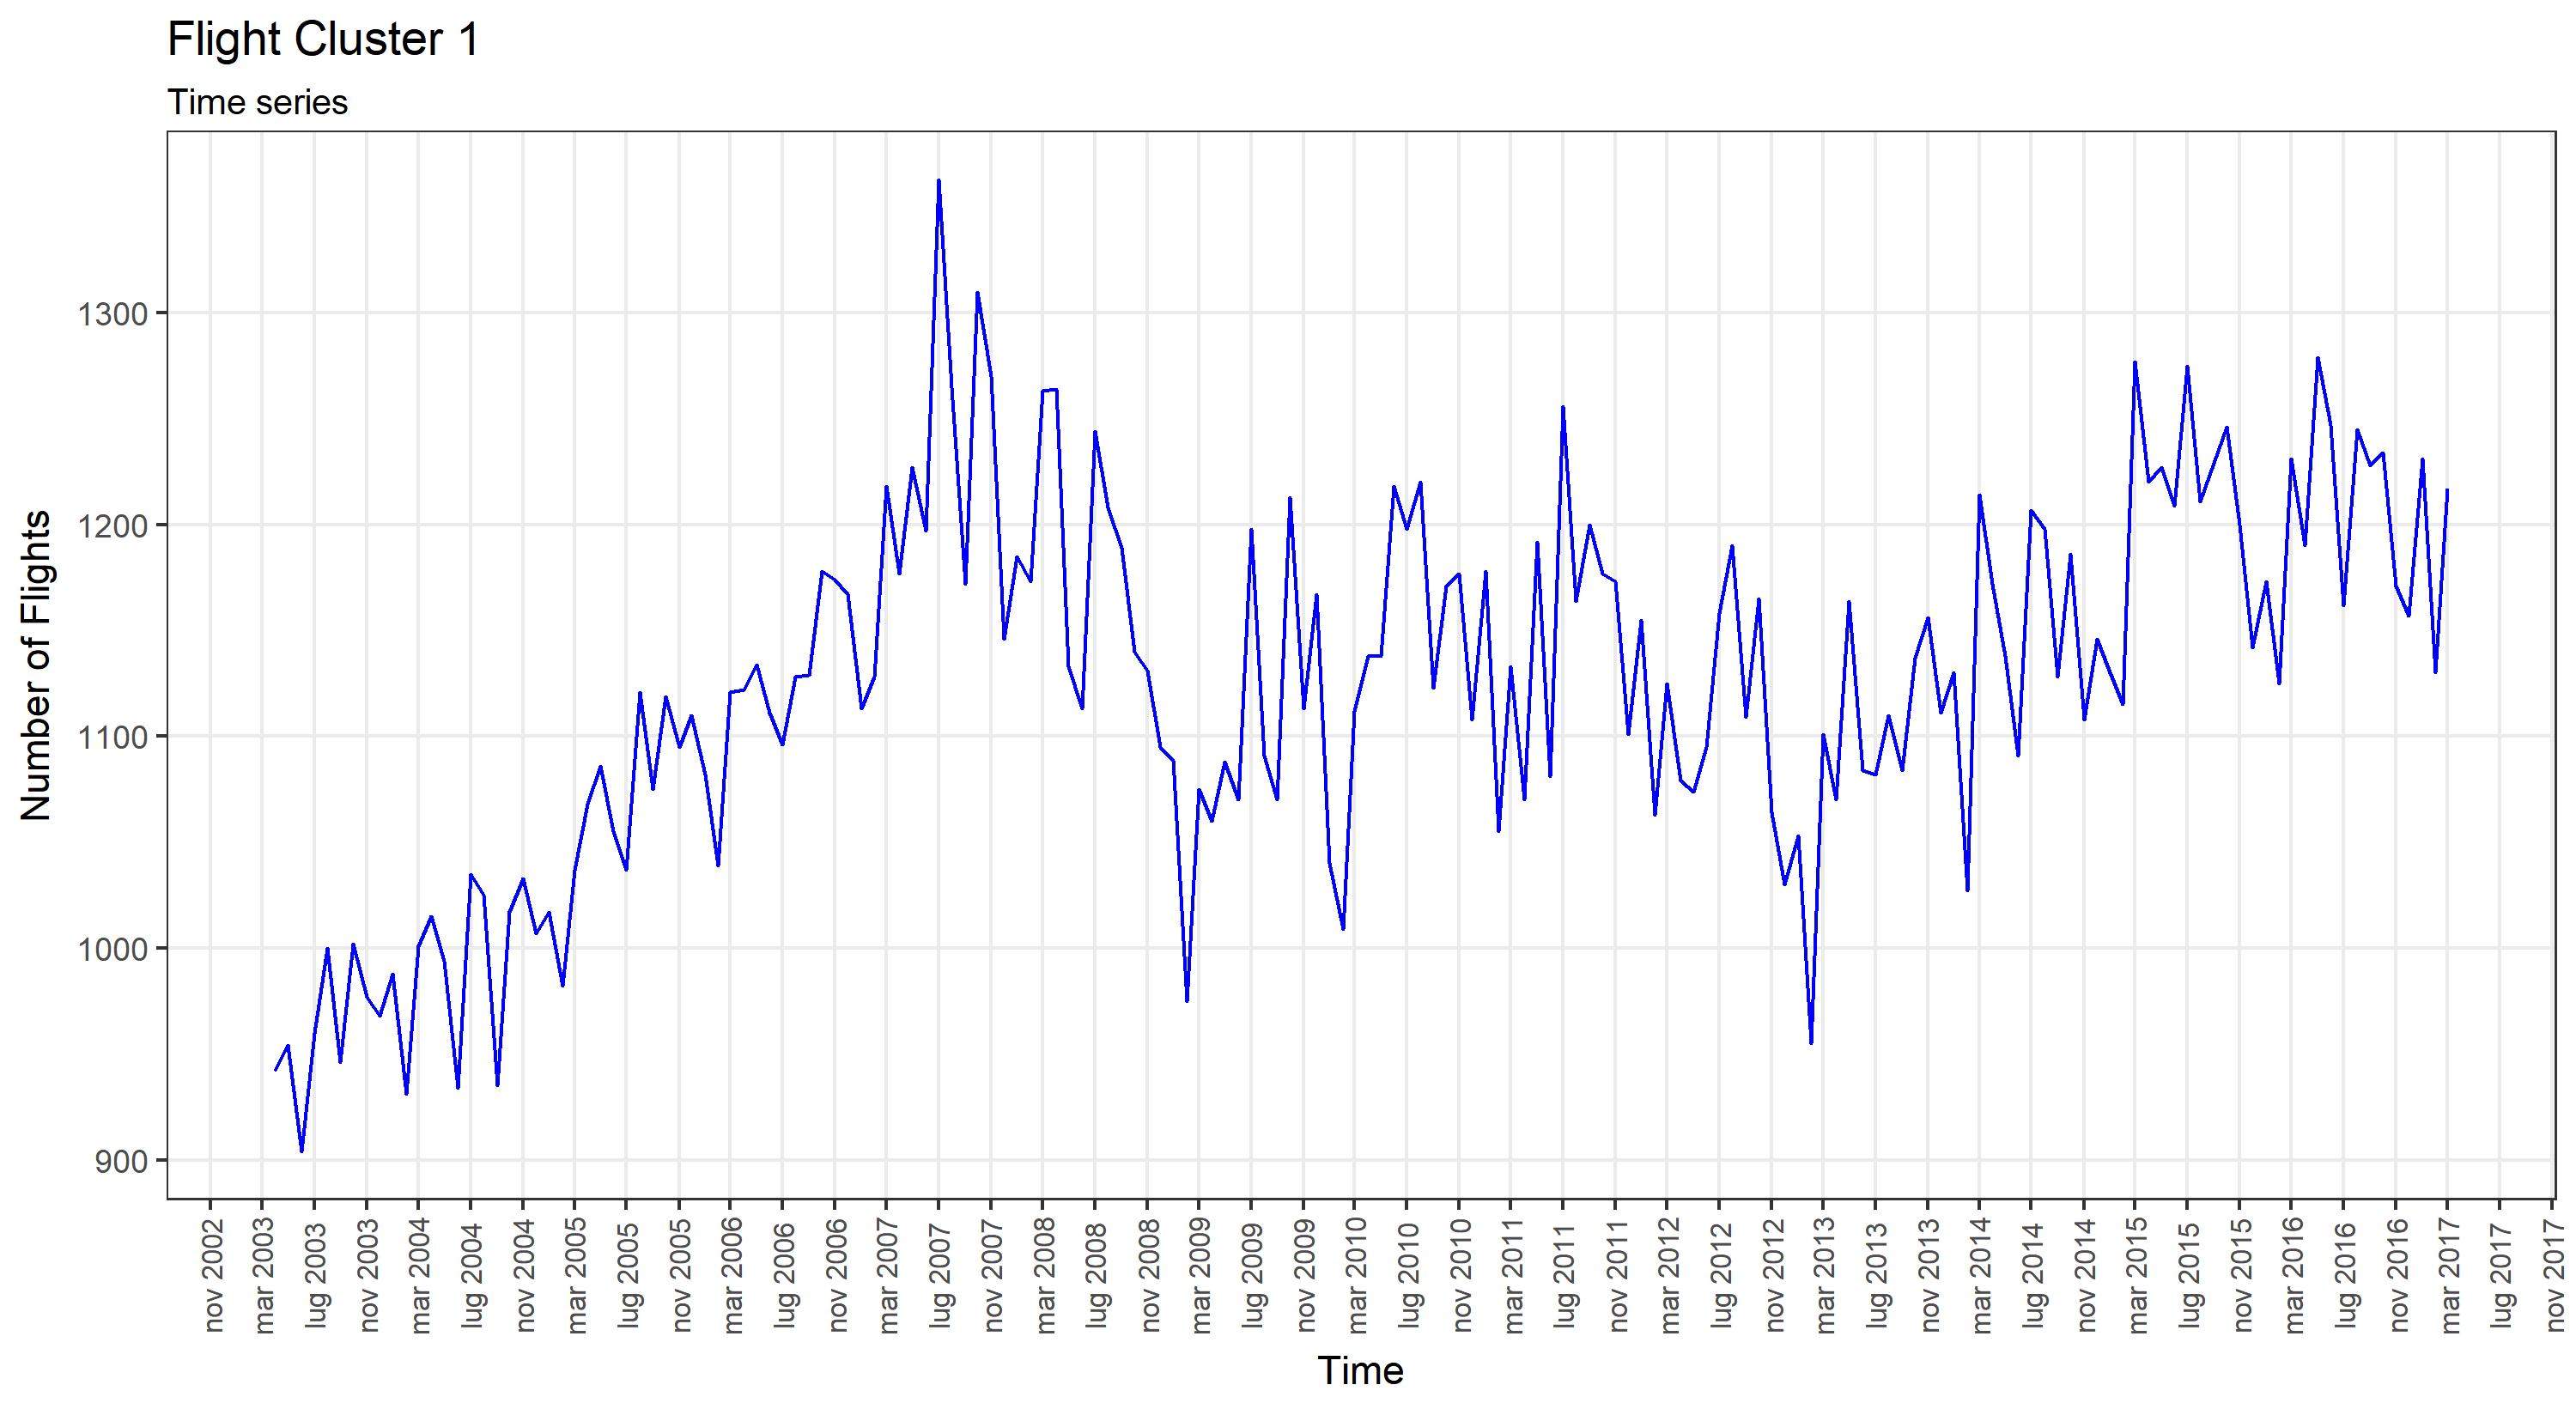 Flight Cluster 1
Time series
Number of Flights
1300
1200
1100
1000
900
nov 2002
mar 2003
lug 2003
nov 2003
mar 2004
lug 2004
nov 2004
mar 2005
lug 2005
nov 2005
mar 2006
lug 2006
nov 2006
mar 2007
lug 2007
nov 2007
mar 2008
lug 2008
nov 2008
mar 2009
lug 2009
nov 2009
mar 2010
lug 2010
nov 2010
mar 2011
lug 2011
nov 2011
mar 2012
lug 2012
nov 2012
mar 2013
lug 2013
nov 2013
mar 2014
lug 2014
nov 2014
mar 2015
lug 2015
nov 2015
mar 2016
lug 2016
nov 2016
mar 2017
lug 2017
nov 2017
Time